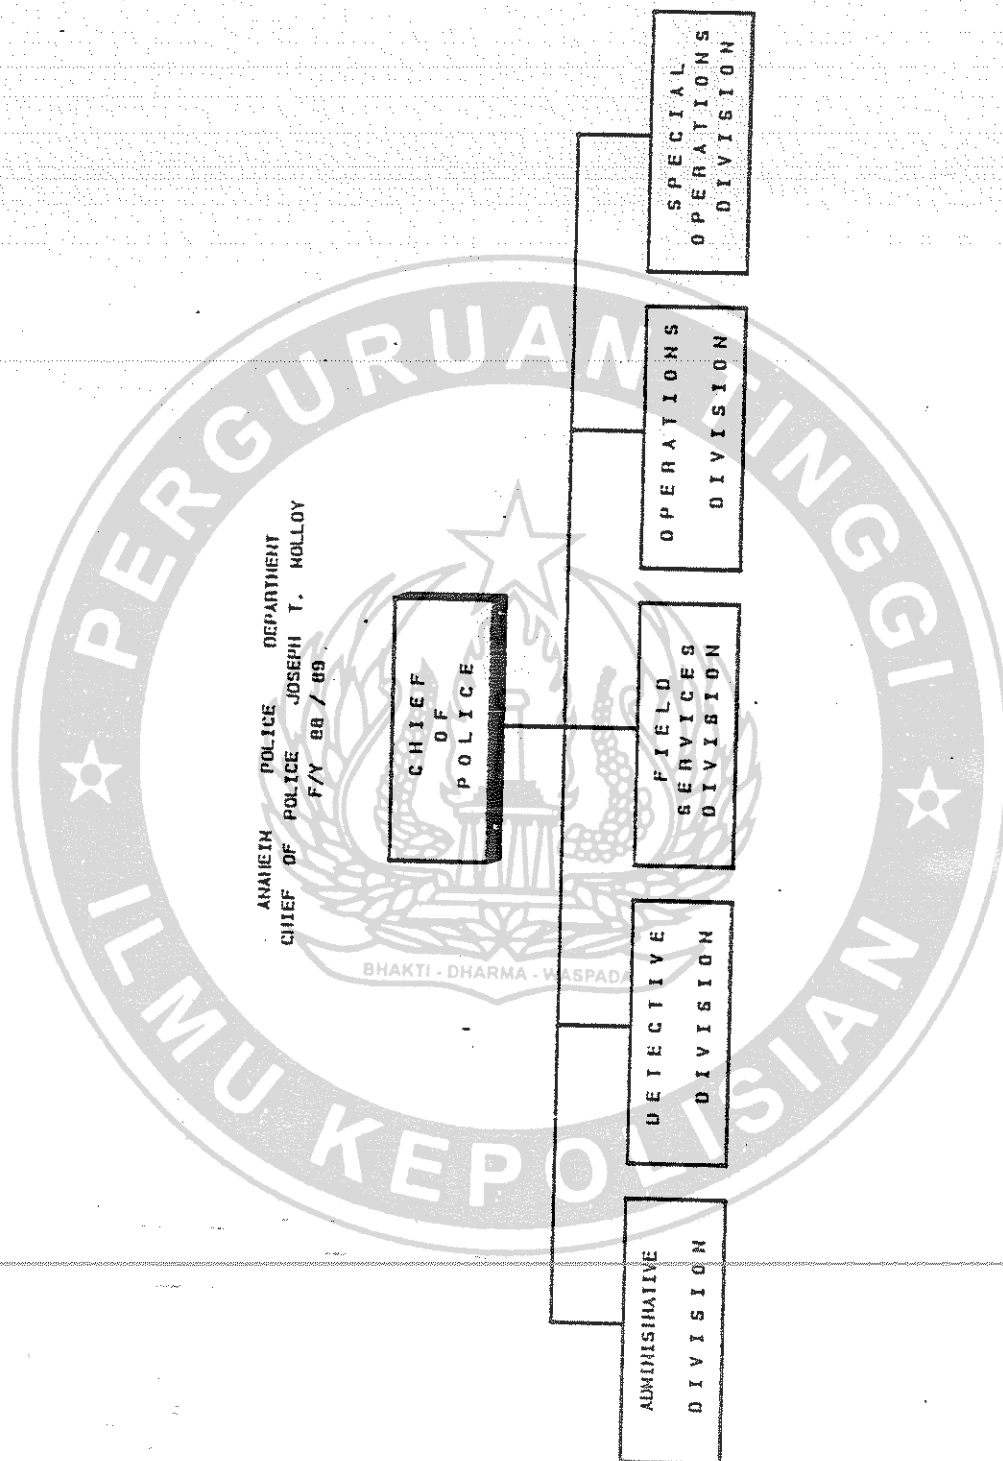 ANAHEIM POLICE DEPARTMENT
CHIEF OF POLICE JOSEPH T. MOLLOY
F/Y 88 / 89
CHIEF
OF
POLICE
ADMINISTRATIVE
DIVISION
DETECTIVE
DIVISION
FIELD
SERVICES
DIVISION
OPERATIONS
DIVISION
SPECIAL
OPERATIONS
DIVISION
PERGURUAN TINGGI
ILMU KEPOLISIAN
BHAKTI - DHARMA - WASPADA